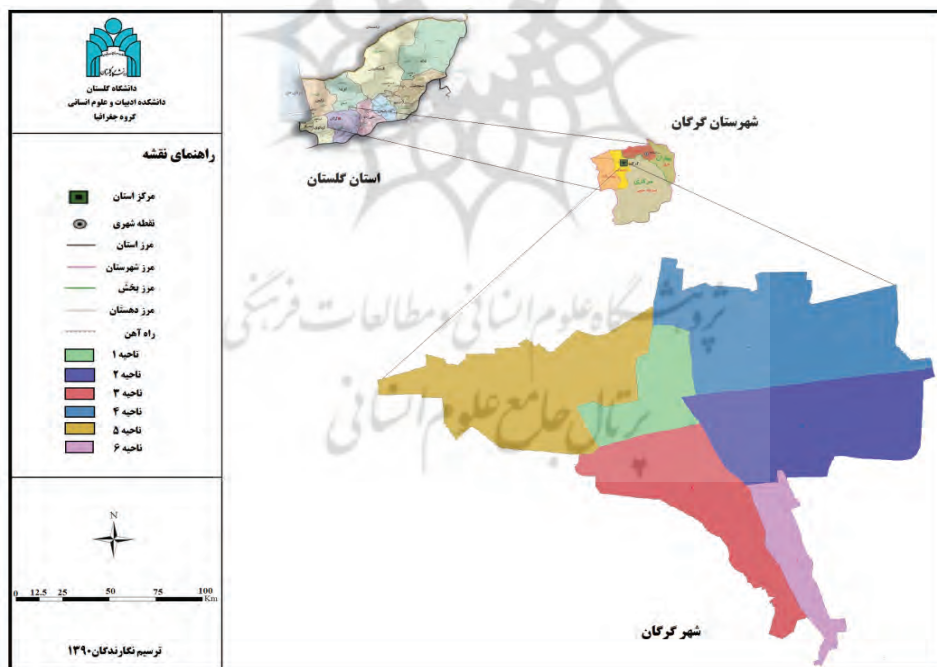 دانشگاه گلستان
دانشکده ادبیات و علوم انسانی
گروه جغرافیا
راهنمای نقشه
مرکز استان
نقطه شهری
مرز استان
مرز شهرستان
مرز بخش
مرز دهستان
راه آهن
ناحیه ۱
ناحیه ۲
ناحیه ۳
ناحیه ۴
ناحیه ۵
ناحیه ۶
N
0 12.5 25 50 75 100
Km
ترسیم نگارندگان ۱۳۹۰
استان گلستان
شهرستان گرگان
شهر گرگان
پژوهشگاه علوم انسانی و مطالعات فرهنگی
پرتال جامع علوم انسانی